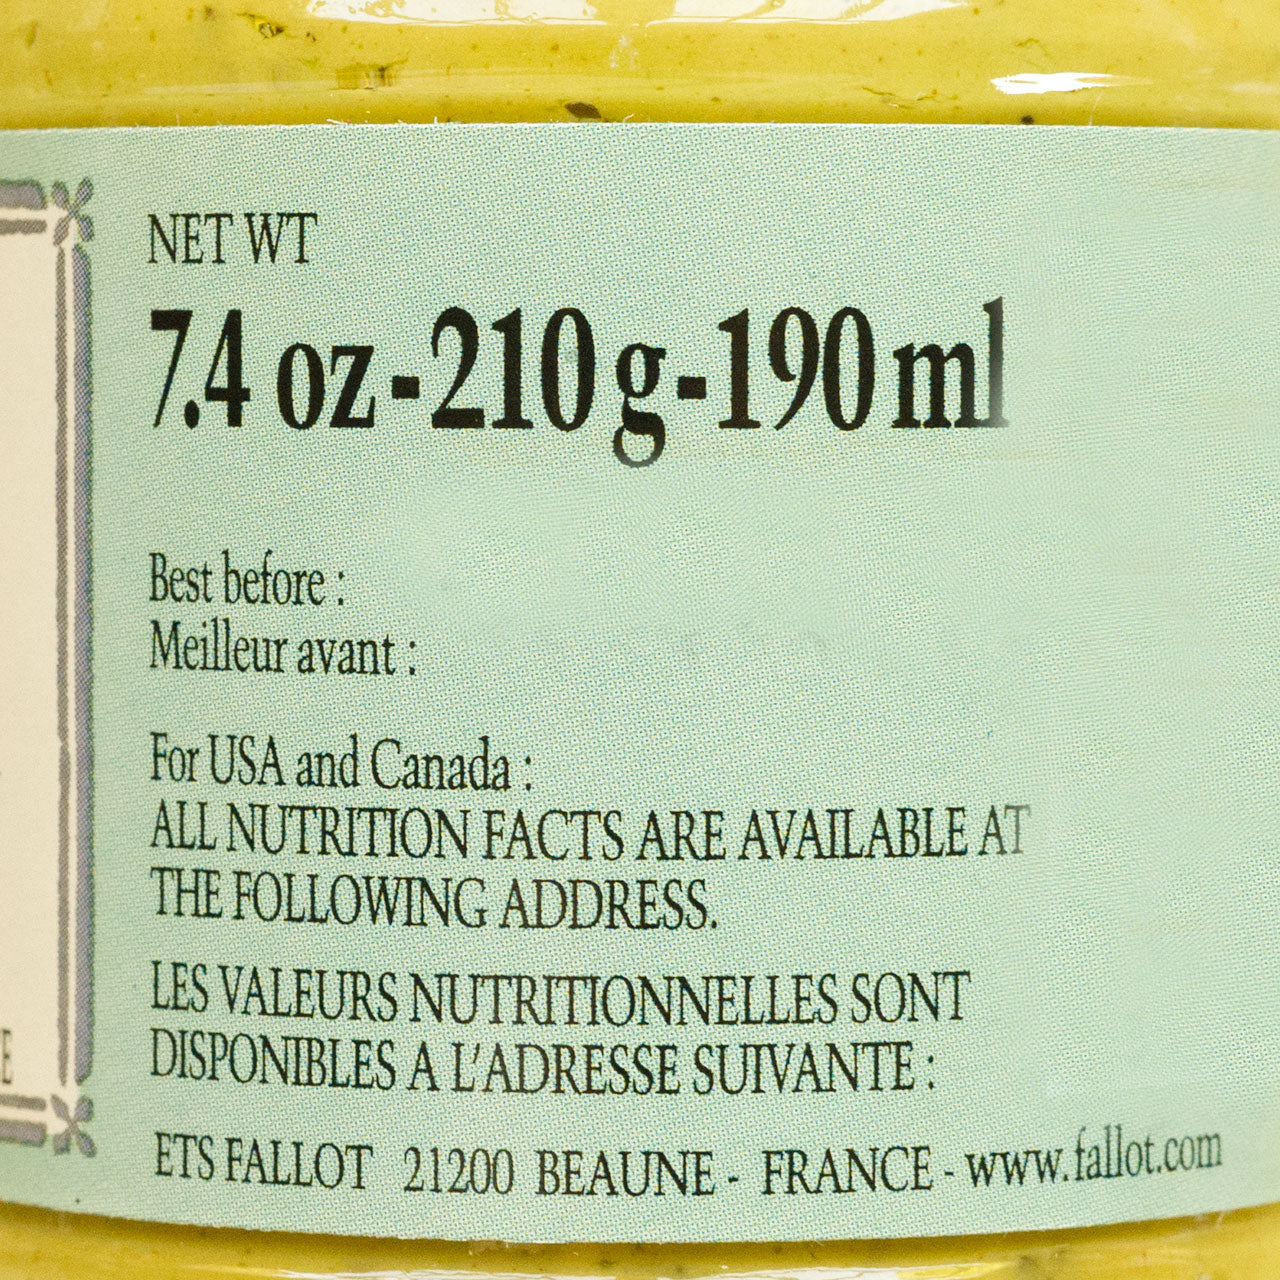 NET WT
7.4 oz - 210 g - 190 ml
Best before :
Meilleur avant :
For USA and Canada :
ALL NUTRITION FACTS ARE AVAILABLE AT
THE FOLLOWING ADDRESS.
LES VALEURS NUTRITIONNELLES SONT
DISPONIBLES A L'ADRESSE SUIVANTE :
ETS FALLOT 21200 BEAUNE - FRANCE - www.fallot.com